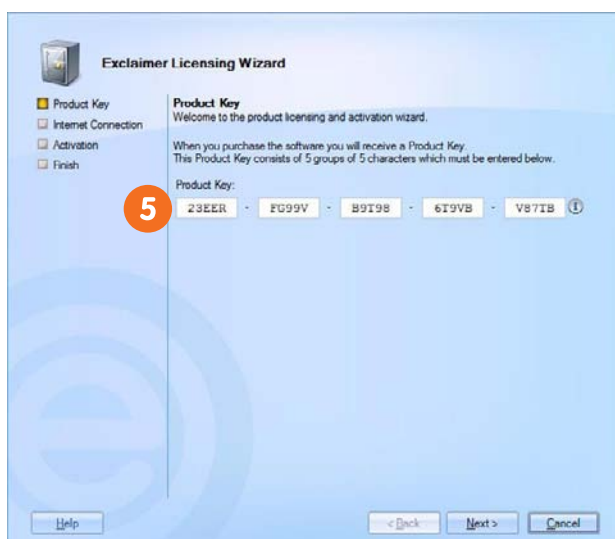 Exclaimer Licensing Wizard
Product Key
Internet Connection
Activation
Finish
Product Key
Welcome to the product licensing and activation wizard.
When you purchase the software you will receive a Product Key.
This Product Key consists of 5 groups of 5 characters which must be entered below.
Product Key:
5
23EER - FG99V - B9T98 - 6T9VB - V87TB
Help
< Back
Next >
Cancel